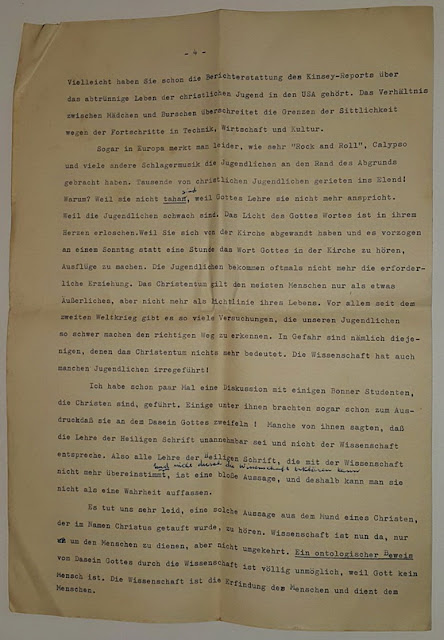 - 4 -
Vielleicht haben Sie schon die Berichterstattung des Kinsey-Reports über
das abtrünnige Leben der christlichen Jugend in den USA gehört. Das Verhältnis
zwischen Mädchen und Burschen überschreitet die Grenzen der Sittlichkeit
wegen der Fortschritte in Technik, Wirtschaft und Kultur.
Sogar in Europa merkt man leider, wie sehr "Rock and Roll", Calypso
und viele andere Schlagermusik die Jugendlichen an den Rand des Abgrunds
gebracht haben. Tausende von christlichen Jugendlichen gerieten ins Elend!
sind
Warum? Weil sie nicht tahan, weil Gottes Lehre sie nicht mehr anspricht.
Weil die Jugendlichen schwach sind. Das Licht des Gottes Wortes ist in ihrem
Herzen erloschen.Weil Sie sich von der Kirche abgewandt haben und es vorzogen
an einem Sonntag statt eine Stunde das Wort Gottes in der Kirche zu hören,
Ausflüge zu machen. Die Jugendlichen bekommen oftmals nicht mehr die erforder-
liche Erziehung. Das Christentum gilt den meisten Menschen nur als etwas
Äußerliches, aber nicht mehr als Richtlinie ihres Lebens. Vor allem seit dem
zweiten Weltkrieg gibt es so viele Versuchungen, die unseren Jugendlichen
so schwer machen den richtigen Weg zu erkennen. In Gefahr sind nämlich dieje-
nigen, denen das Christentum nichts mehr bedeutet. Die Wissenschaft hat auch
manchen Jugendlichen irregeführt!
Ich habe schon paar Mal eine Diskussion mit einigen Bonner Studenten,
die Christen sind, geführt. Einige unter ihnen brachten sogar schon zum Aus-
druckdaß sie an dem Dasein Gottes zweifeln ! Manche von ihnen sagten, daß
die Lehre der Heiligen Schrift unannehmbar sei und nicht der Wissenschaft
entspreche. Also alle Lehre der Heiligen Schrift, die mit der Wissenschaft
und nicht durch die Wissenschaft erklären kann
nicht mehr übereinstimmt, ist eine bloße Aussage, und deshalb kann man sie
nicht als eine Wahrheit auffassen.
Es tut uns sehr leid, eine solche Aussage aus dem Mund eines Christen,
der im Namen Christus getauft wurde, zu hören. Wissenschaft ist nun da, nur
um den Menschen zu dienen, aber nicht umgekehrt. Ein ontologischer Beweis
von Dasein Gottes durch die Wissenschaft ist völlig unmöglich, weil Gott kein
Mensch ist. Die Wissenschaft ist die Erfindung des Menschen und dient dem
Menschen.